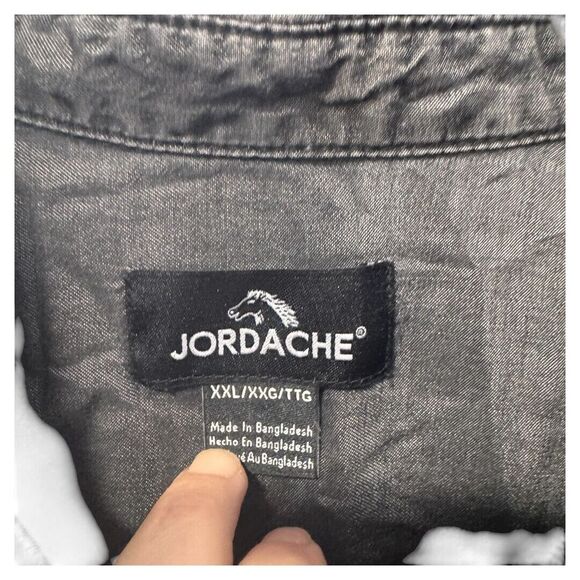 JORDACHE®
XXL/XXG/TTG
Made In Bangladesh
Hecho En Bangladesh
Au Bangladesh